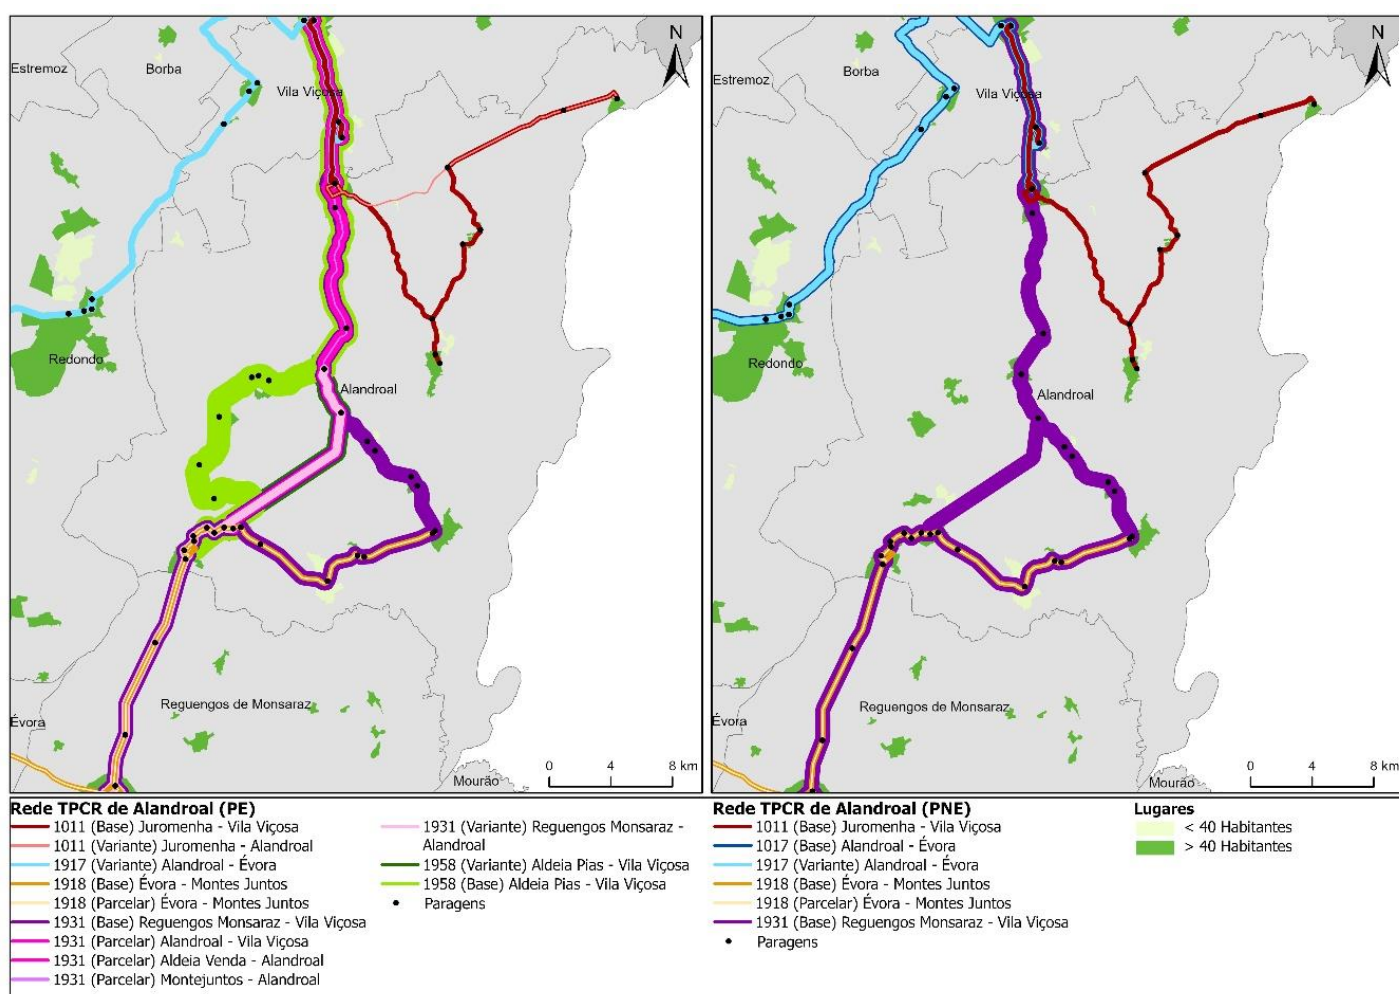 N
Estremoz
Borba
Vila Viçosa
Redondo
Alandroal
Reguengos de Monsaraz
Évora
Mourão
0 4 8 km
N
Estremoz
Borba
Vila Viçosa
Redondo
Alandroal
Reguengos de Monsaraz
Évora
Mourão
0 4 8 km
Rede TPCR de Alandroal (PE)
1011 (Base) Juromenha - Vila Viçosa
1011 (Variante) Juromenha - Alandroal
1917 (Variante) Alandroal - Évora
1918 (Base) Évora - Montes Juntos
1918 (Parcelar) Évora - Montes Juntos
1931 (Base) Reguengos Monsaraz - Vila Viçosa
1931 (Parcelar) Alandroal - Vila Viçosa
1931 (Parcelar) Aldeia Venda - Alandroal
1931 (Parcelar) Montejuntos - Alandroal
1931 (Variante) Reguengos Monsaraz -
Alandroal
1958 (Variante) Aldeia Pias - Vila Viçosa
1958 (Base) Aldeia Pias - Vila Viçosa
Paragens
Rede TPCR de Alandroal (PNE)
1011 (Base) Juromenha - Vila Viçosa
1017 (Base) Alandroal - Évora
1917 (Variante) Alandroal - Évora
1918 (Base) Évora - Montes Juntos
1918 (Parcelar) Évora - Montes Juntos
1931 (Base) Reguengos Monsaraz - Vila Viçosa
Paragens
Lugares
< 40 Habitantes
> 40 Habitantes